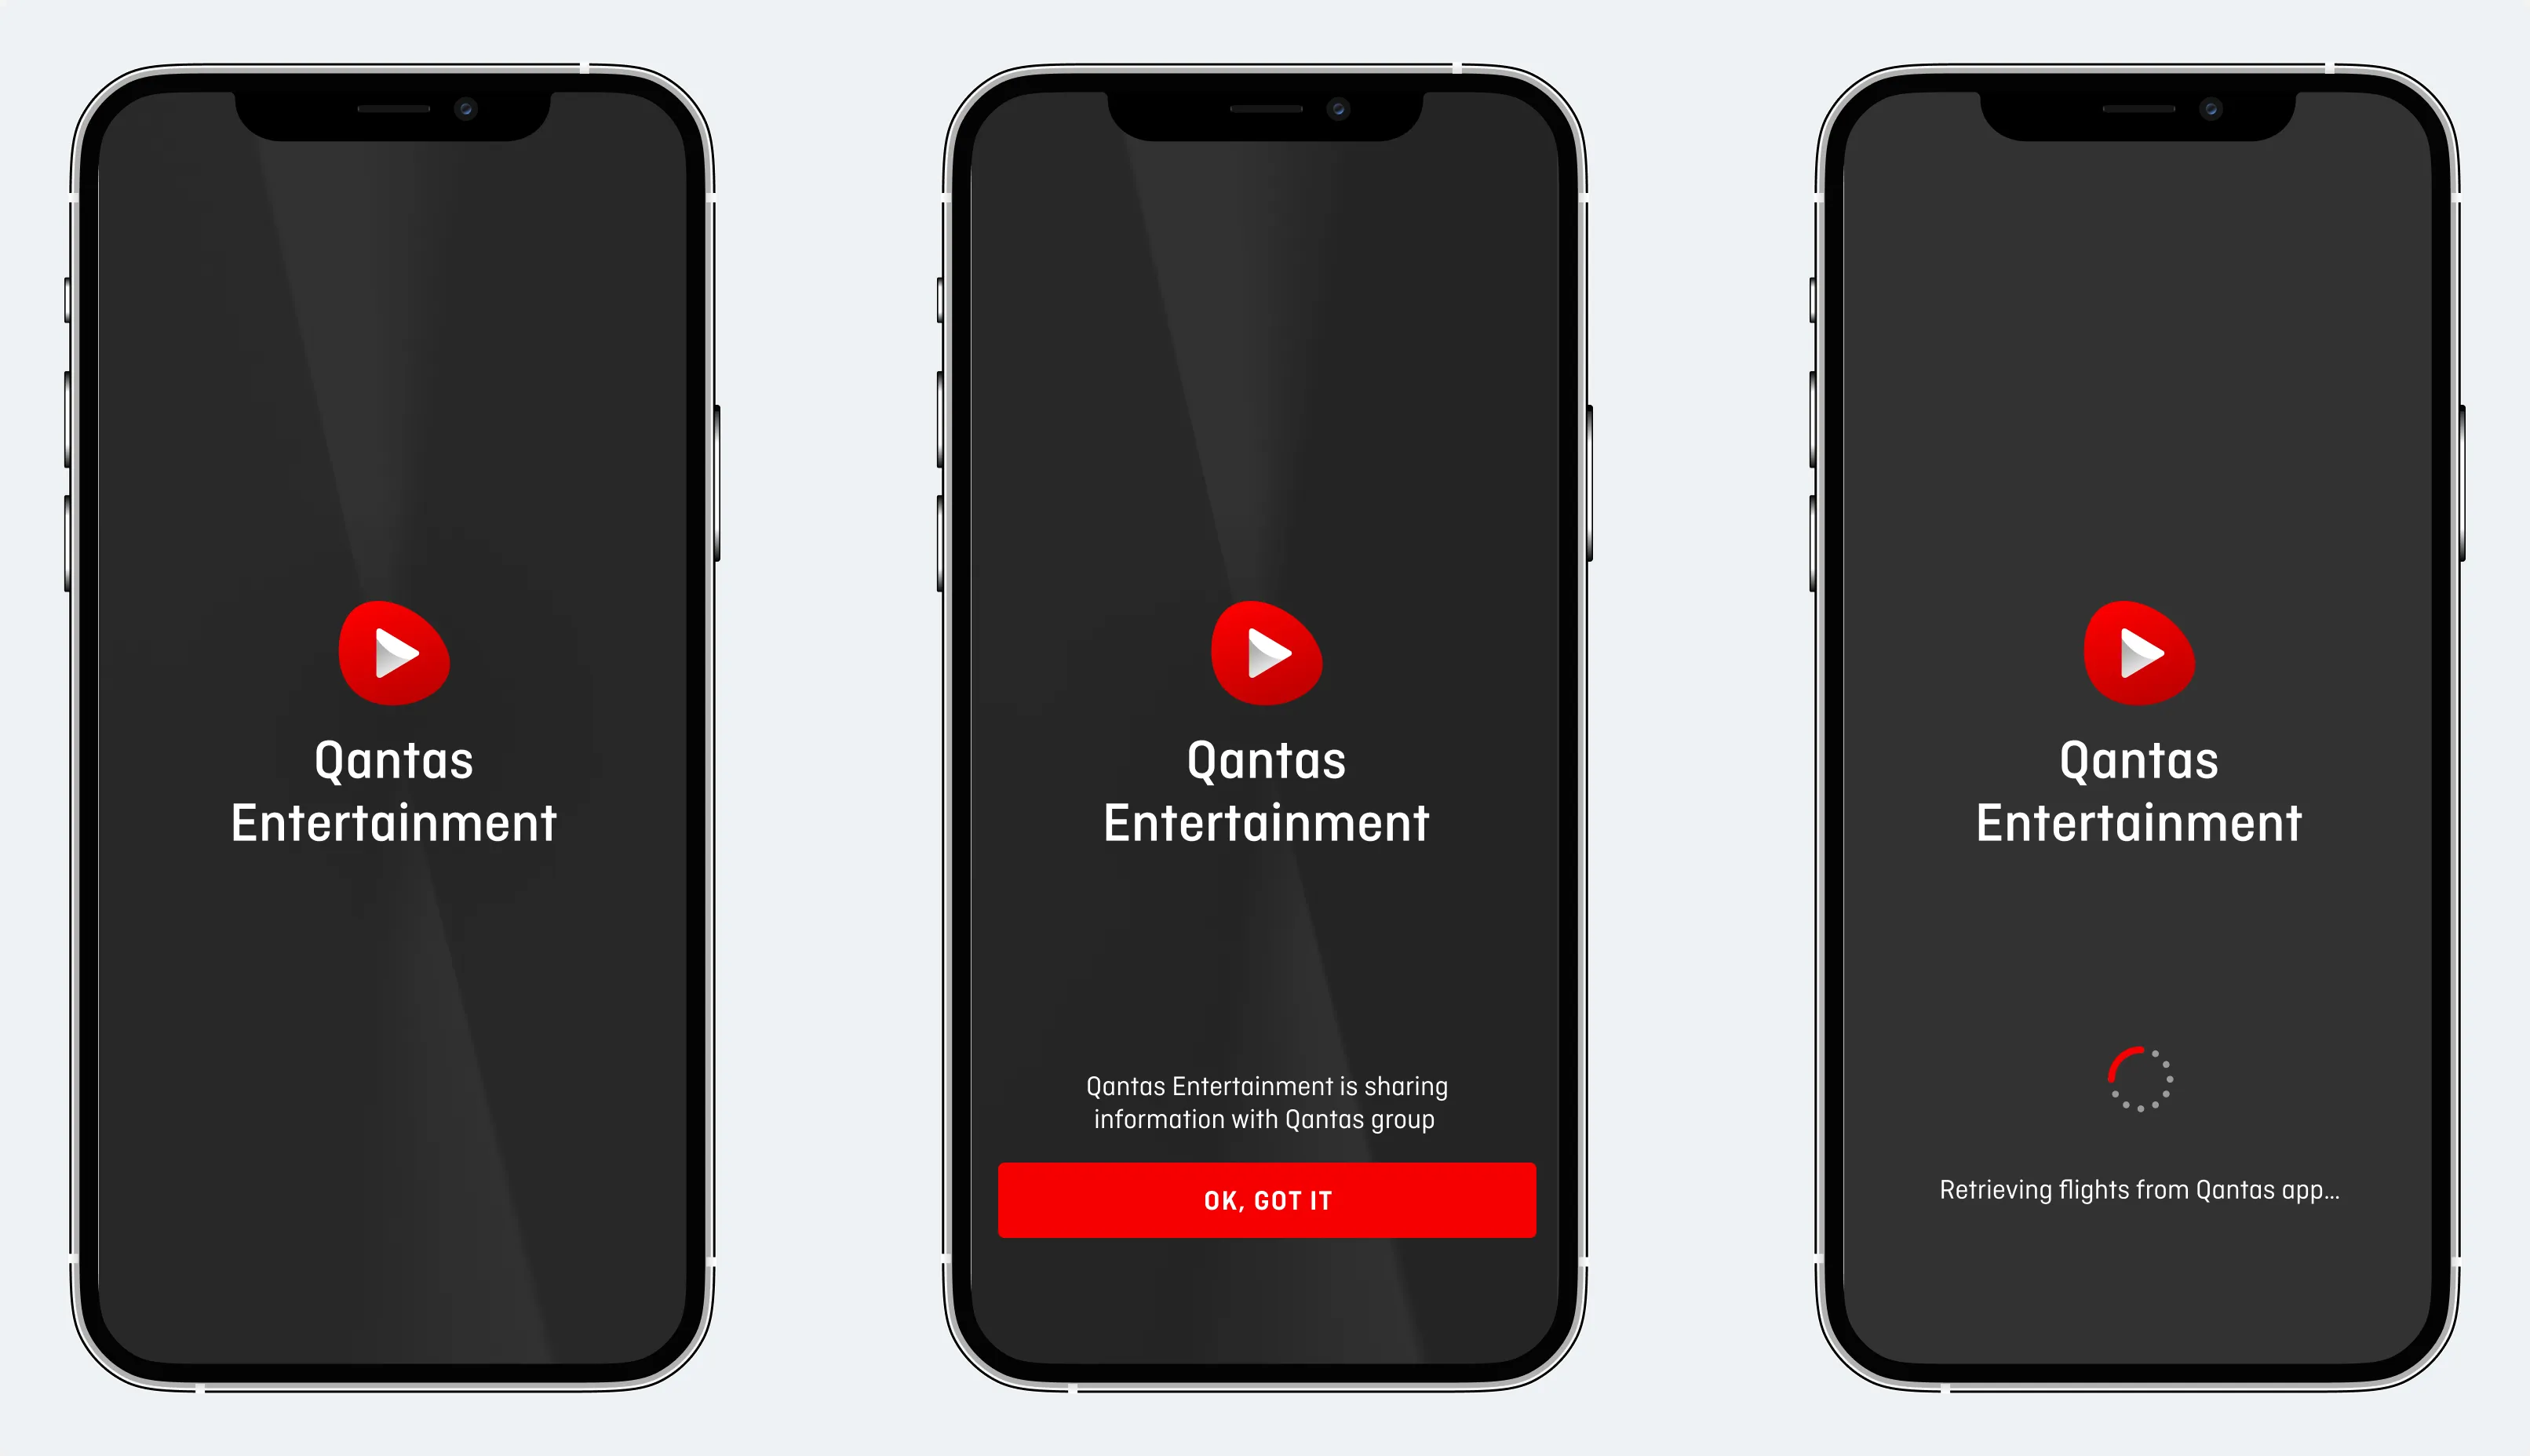 Qantas
Entertainment
Qantas
Entertainment
Qantas Entertainment is sharing
information with Qantas group
OK, GOT IT
Qantas
Entertainment
Retrieving flights from Qantas app...